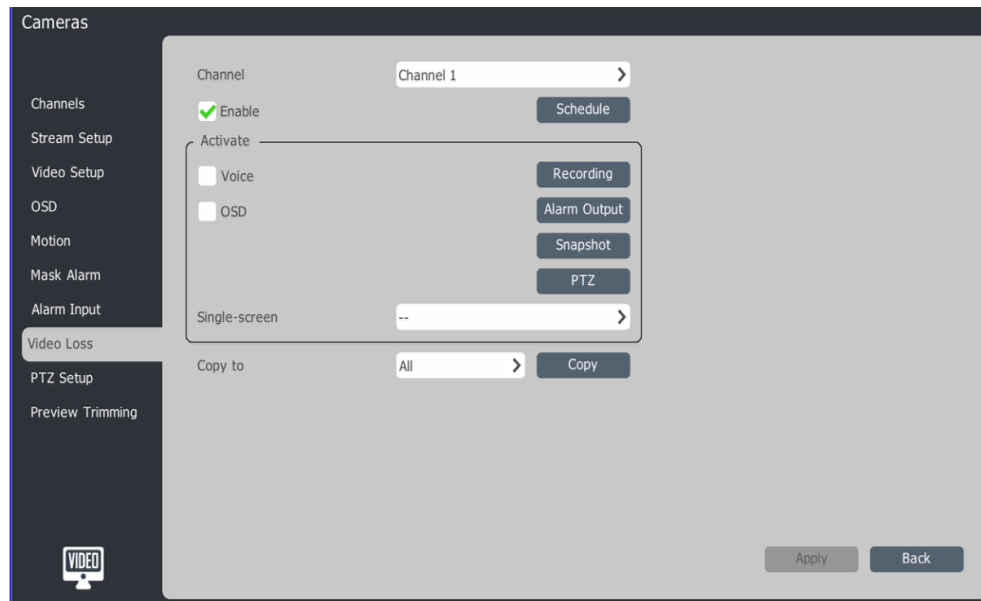 Cameras
Channels
Stream Setup
Video Setup
OSD
Motion
Mask Alarm
Alarm Input
Video Loss
PTZ Setup
Preview Trimming
VIDEO
Channel Channel 1
Enable Schedule
Activate
Voice Recording
OSD Alarm Output
Snapshot
PTZ
Single-screen --
Copy to All Copy
Apply Back